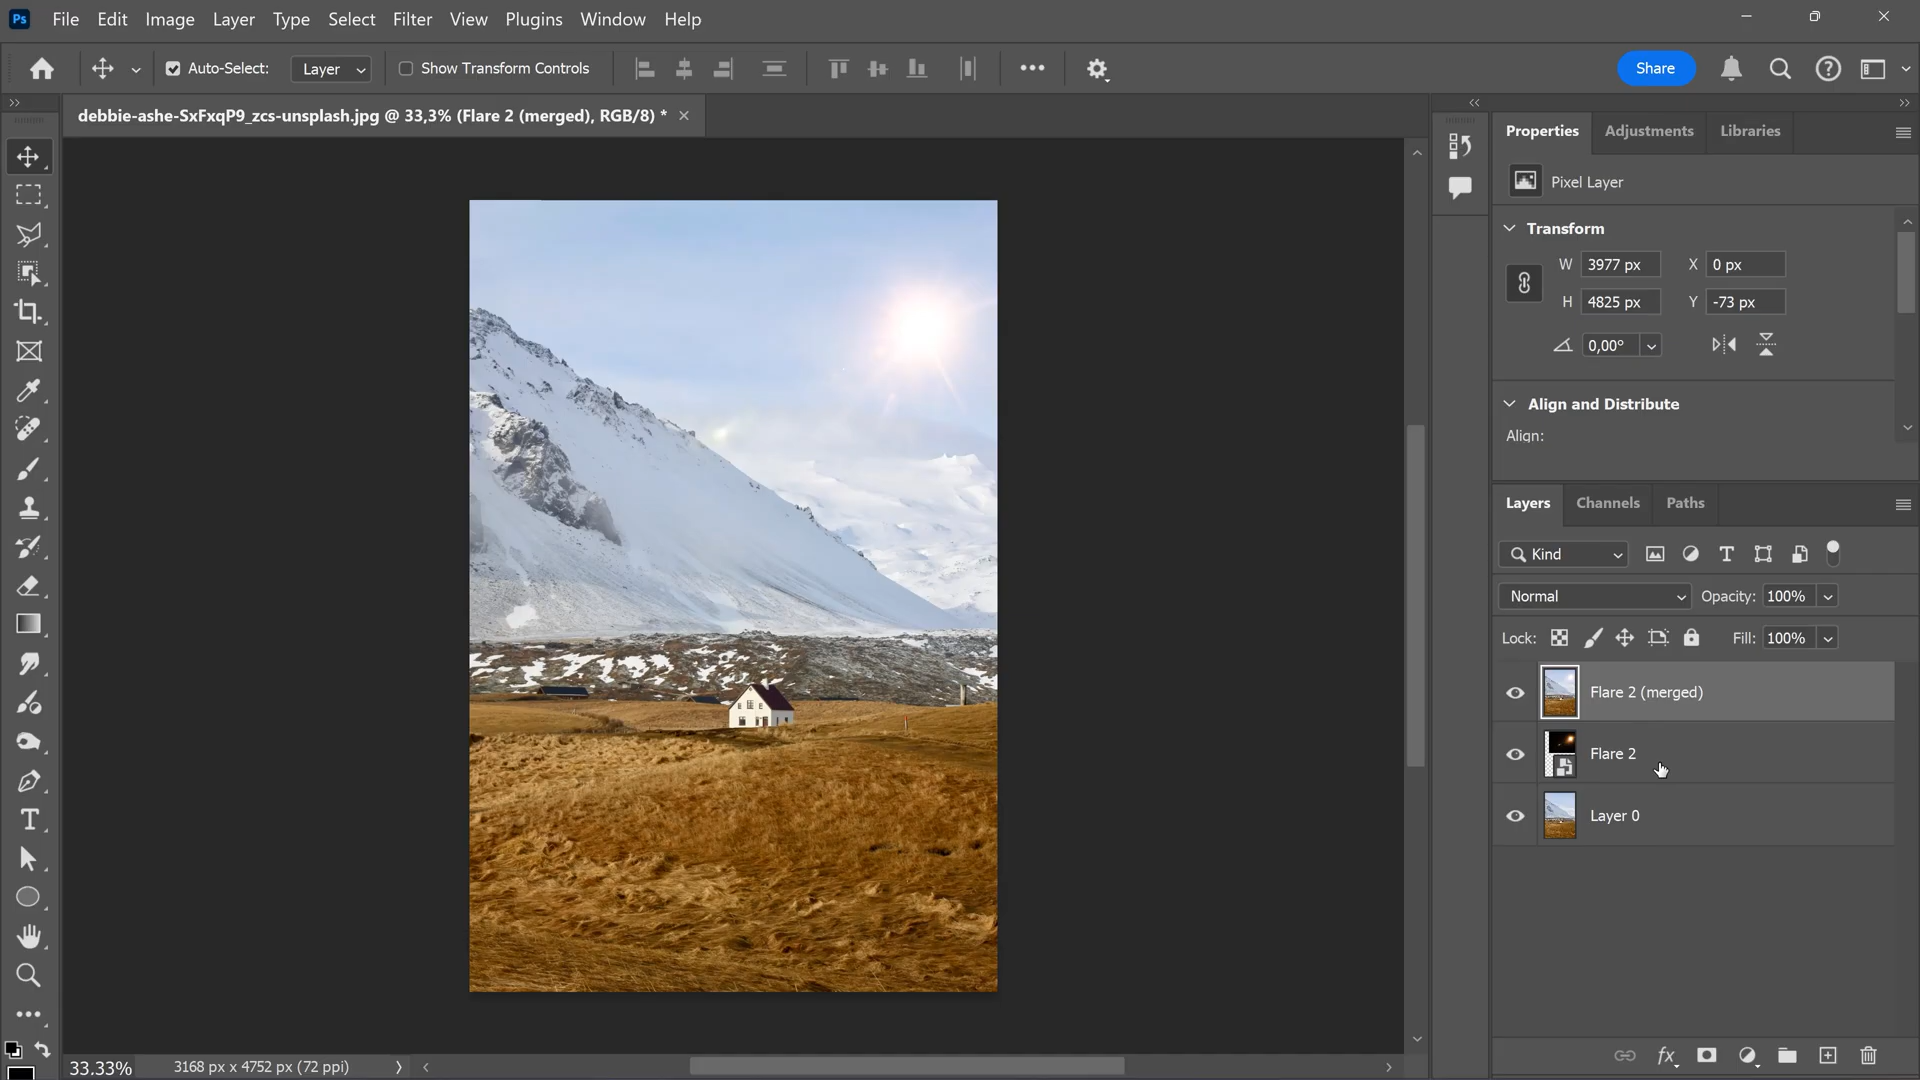 Ps File Edit Image Layer Type Select Filter View Plugins Window Help
Auto-Select: Layer Show Transform Controls Share
debbie-ashe-SxFxqP9_zcs-unsplash.jpg @ 33,3% (Flare 2 (merged), RGB/8) *
Properties Adjustments Libraries
Pixel Layer
Transform
W 3977 px X 0 px
H 4825 px Y -73 px
0,00°
Align and Distribute
Align:
Layers Channels Paths
Kind
Normal Opacity: 100%
Lock: Fill: 100%
Flare 2 (merged)
Flare 2
Layer 0
33.33% 3168 px x 4752 px (72 ppi)